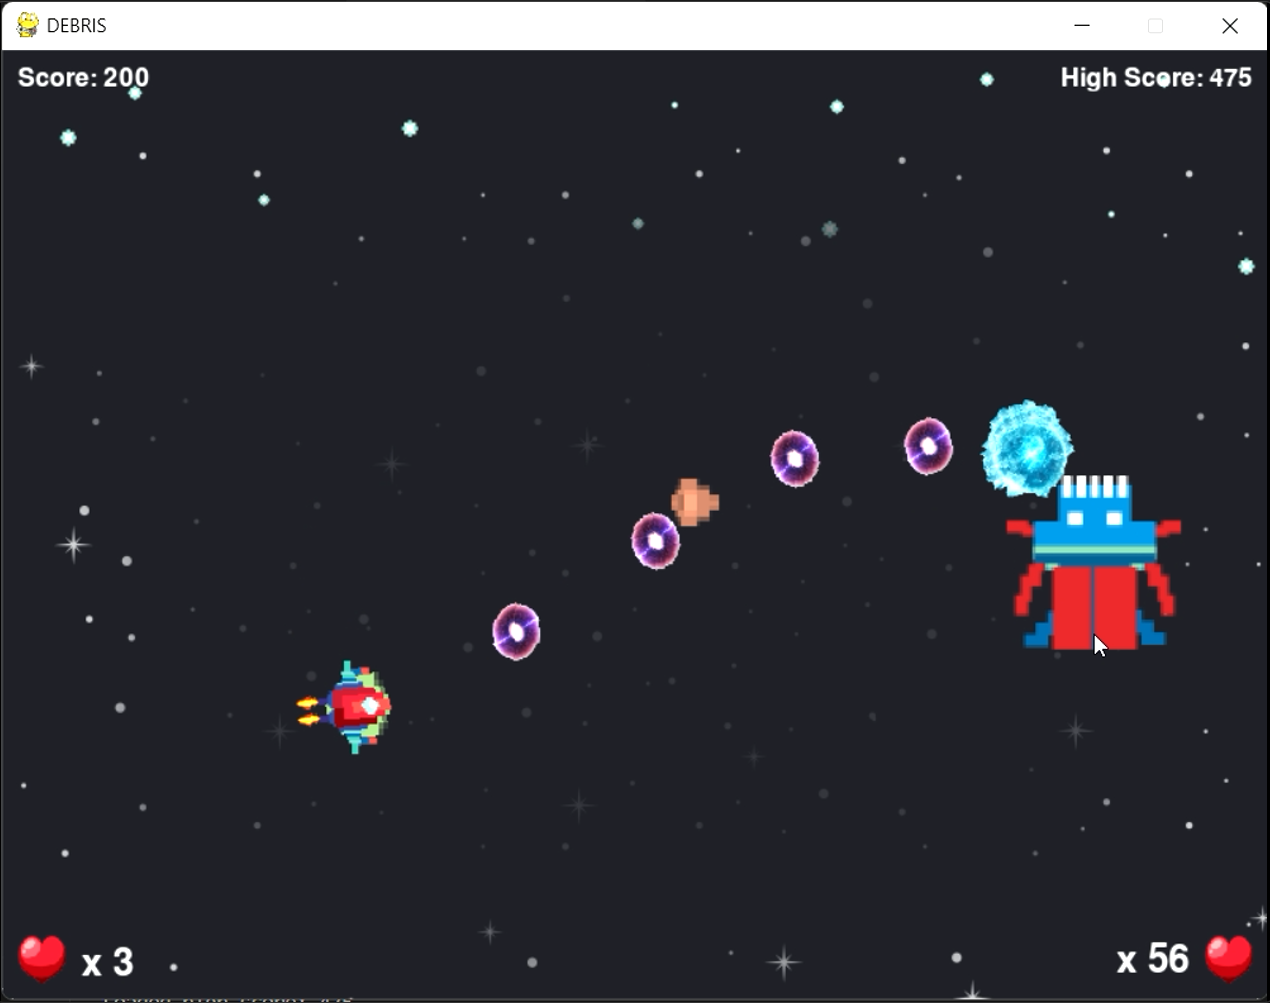 DEBRIS
Score: 200
High Score: 475
x 3
x 56